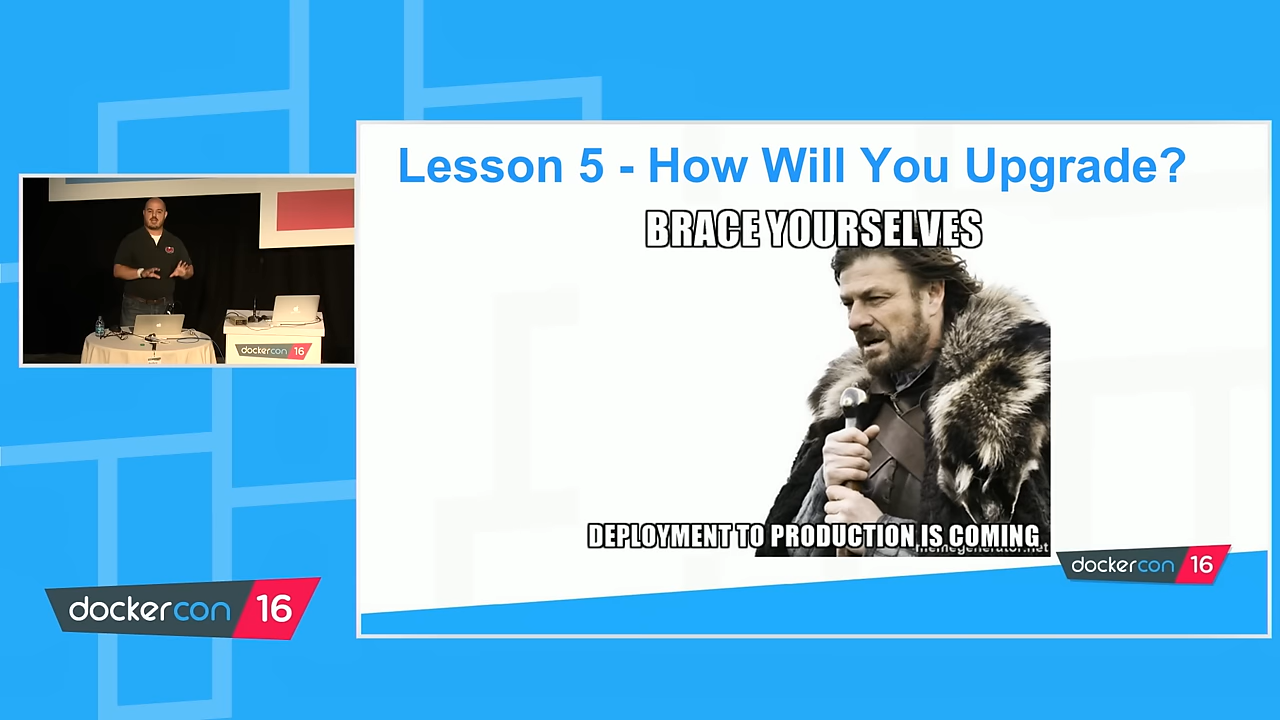 Lesson 5 - How Will You Upgrade?
BRACE YOURSELVES
DEPLOYMENT TO PRODUCTION IS COMING
memegenerator.net
dockercon 16
dockercon 16
dockercon 16